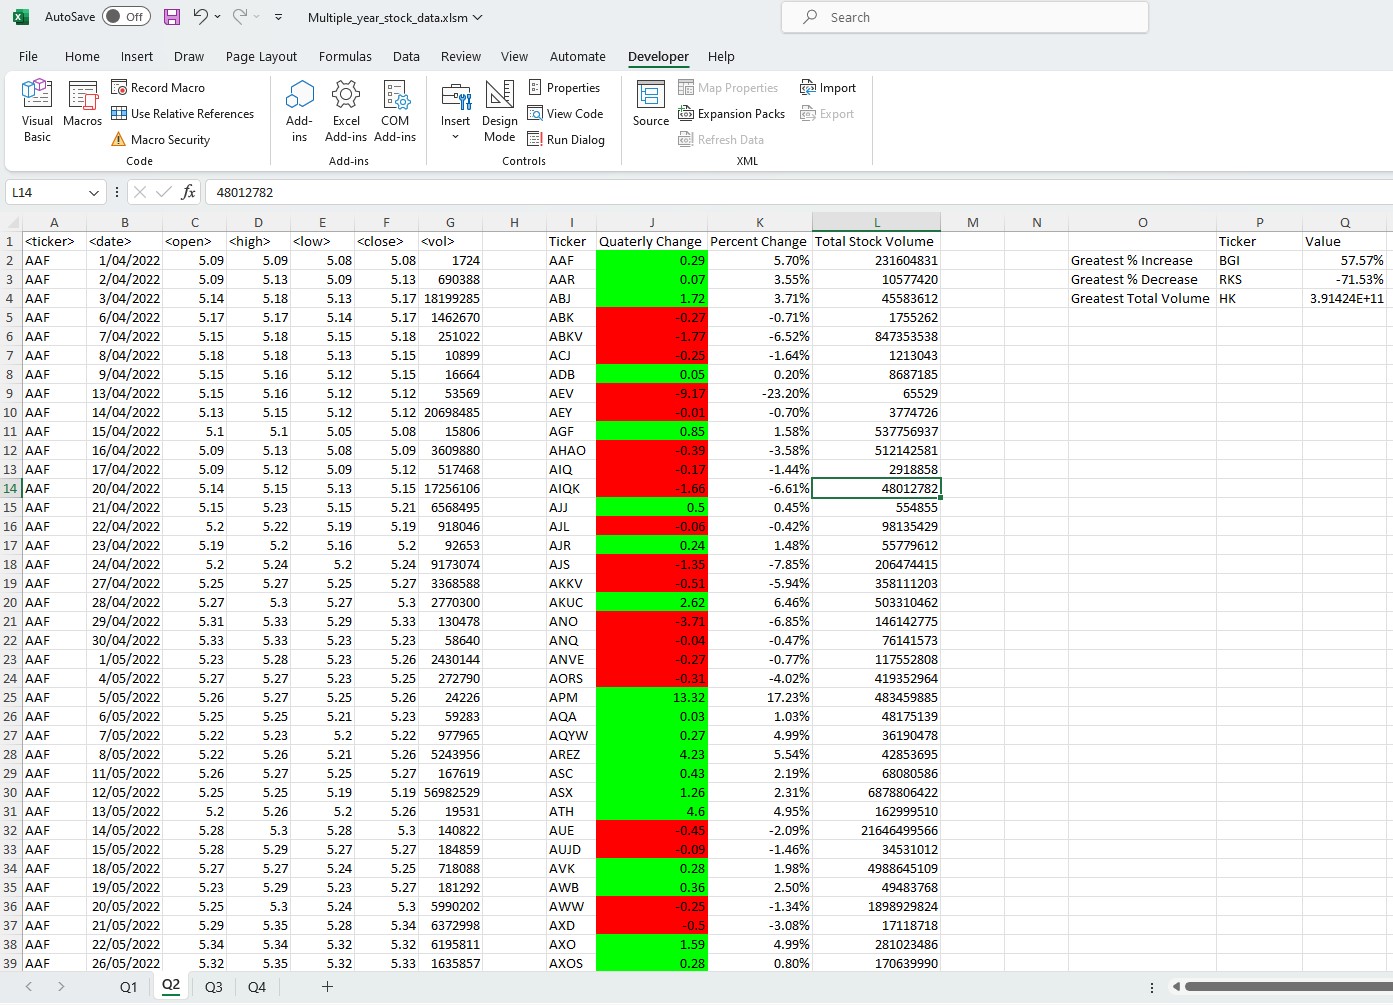 AutoSave Off Multiple_year_stock_data.xlsm Search
File Home Insert Draw Page Layout Formulas Data Review View Automate Developer Help
Visual Basic Macros Record Macro Use Relative References Macro Security Code
Add-ins Excel Add-ins COM Add-ins Add-ins
Insert Design Mode Properties View Code Run Dialog Controls
Source Map Properties Expansion Packs Refresh Data Import Export XML
L14 fx 48012782
A B C D E F G H I J K L M N O P Q
1 <ticker> <date> <open> <high> <low> <close> <vol> Ticker Quaterly Change Percent Change Total Stock Volume Ticker Value
2 AAF 1/04/2022 5.09 5.09 5.08 5.08 1724 AAF 0.29 5.70% 231604831 Greatest % Increase BGI 57.57%
3 AAF 2/04/2022 5.09 5.13 5.09 5.13 690388 AAR 0.07 3.55% 10577420 Greatest % Decrease RKS -71.53%
4 AAF 3/04/2022 5.14 5.18 5.13 5.17 18199285 ABJ 1.72 3.71% 45583612 Greatest Total Volume HK 3.91424E+11
5 AAF 6/04/2022 5.17 5.17 5.14 5.17 1462670 ABK -0.27 -0.71% 1755262
6 AAF 7/04/2022 5.15 5.18 5.15 5.18 251022 ABKV -1.77 -6.52% 847353538
7 AAF 8/04/2022 5.18 5.18 5.13 5.15 10899 ACJ -0.25 -1.64% 1213043
8 AAF 9/04/2022 5.15 5.16 5.12 5.15 16664 ADB 0.05 0.20% 8687185
9 AAF 13/04/2022 5.15 5.16 5.12 5.12 53569 AEV -9.17 -23.20% 65529
10 AAF 14/04/2022 5.13 5.15 5.12 5.12 20698485 AEY -0.01 -0.70% 3774726
11 AAF 15/04/2022 5.1 5.1 5.05 5.08 15806 AGF 0.85 1.58% 537756937
12 AAF 16/04/2022 5.09 5.13 5.08 5.09 3609880 AHAO -0.39 -3.58% 512142581
13 AAF 17/04/2022 5.09 5.12 5.09 5.12 517468 AIQ -0.17 -1.44% 2918858
14 AAF 20/04/2022 5.14 5.15 5.13 5.15 17256106 AIQK -1.66 -6.61% 48012782
15 AAF 21/04/2022 5.15 5.23 5.15 5.21 6568495 AJJ 0.5 0.45% 554855
16 AAF 22/04/2022 5.2 5.22 5.19 5.19 918046 AJL -0.06 -0.42% 98135429
17 AAF 23/04/2022 5.19 5.2 5.16 5.2 92653 AJR 0.24 1.48% 55779612
18 AAF 24/04/2022 5.2 5.24 5.2 5.24 9173074 AJS -1.35 -7.85% 206474415
19 AAF 27/04/2022 5.25 5.27 5.25 5.27 3368588 AKKV -0.51 -5.94% 358111203
20 AAF 28/04/2022 5.27 5.3 5.27 5.3 2770300 AKUC 2.62 6.46% 503310462
21 AAF 29/04/2022 5.31 5.33 5.29 5.33 130478 ANO -3.71 -6.85% 146142775
22 AAF 30/04/2022 5.33 5.33 5.23 5.23 58640 ANQ -0.04 -0.47% 76141573
23 AAF 1/05/2022 5.23 5.28 5.23 5.26 2430144 ANVE -0.27 -0.77% 117552808
24 AAF 4/05/2022 5.27 5.27 5.23 5.25 272790 AORS -0.31 -4.02% 419352964
25 AAF 5/05/2022 5.26 5.27 5.25 5.26 24226 APM 13.32 17.23% 483459885
26 AAF 6/05/2022 5.25 5.25 5.21 5.23 59283 AQA 0.03 1.03% 48175139
27 AAF 7/05/2022 5.22 5.23 5.2 5.22 977965 AQYW 0.27 4.99% 36190478
28 AAF 8/05/2022 5.22 5.26 5.21 5.26 5243956 AREZ 4.23 5.54% 42853695
29 AAF 11/05/2022 5.26 5.27 5.25 5.27 167619 ASC 0.43 2.19% 68080586
30 AAF 12/05/2022 5.25 5.25 5.19 5.19 56982529 ASX 1.26 2.31% 6878806422
31 AAF 13/05/2022 5.2 5.26 5.2 5.26 19531 ATH 4.6 4.95% 162999510
32 AAF 14/05/2022 5.28 5.3 5.28 5.3 140822 AUE -0.45 -2.09% 21646499566
33 AAF 15/05/2022 5.28 5.29 5.27 5.27 184859 AUJD -0.09 -1.46% 34531012
34 AAF 18/05/2022 5.27 5.27 5.24 5.25 718088 AVK 0.28 1.98% 4988645109
35 AAF 19/05/2022 5.23 5.29 5.23 5.27 181292 AWB 0.36 2.50% 49483768
36 AAF 20/05/2022 5.25 5.3 5.24 5.3 5990202 AWW -0.25 -1.34% 1898929824
37 AAF 21/05/2022 5.29 5.35 5.28 5.34 6372998 AXD -0.5 -3.08% 17118718
38 AAF 22/05/2022 5.34 5.34 5.32 5.32 6195811 AXO 1.59 4.99% 281023486
39 AAF 26/05/2022 5.32 5.35 5.32 5.33 1635857 AXOS 0.28 0.80% 170639990
Q1 Q2 Q3 Q4